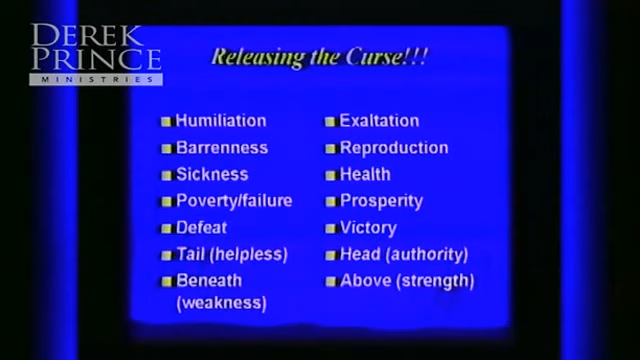 DEREK
PRINCE
MINISTRIES
Releasing the Curse!!!
Humiliation
Barrenness
Sickness
Poverty/failure
Defeat
Tail (helpless)
Beneath
(weakness)
Exaltation
Reproduction
Health
Prosperity
Victory
Head (authority)
Above (strength)